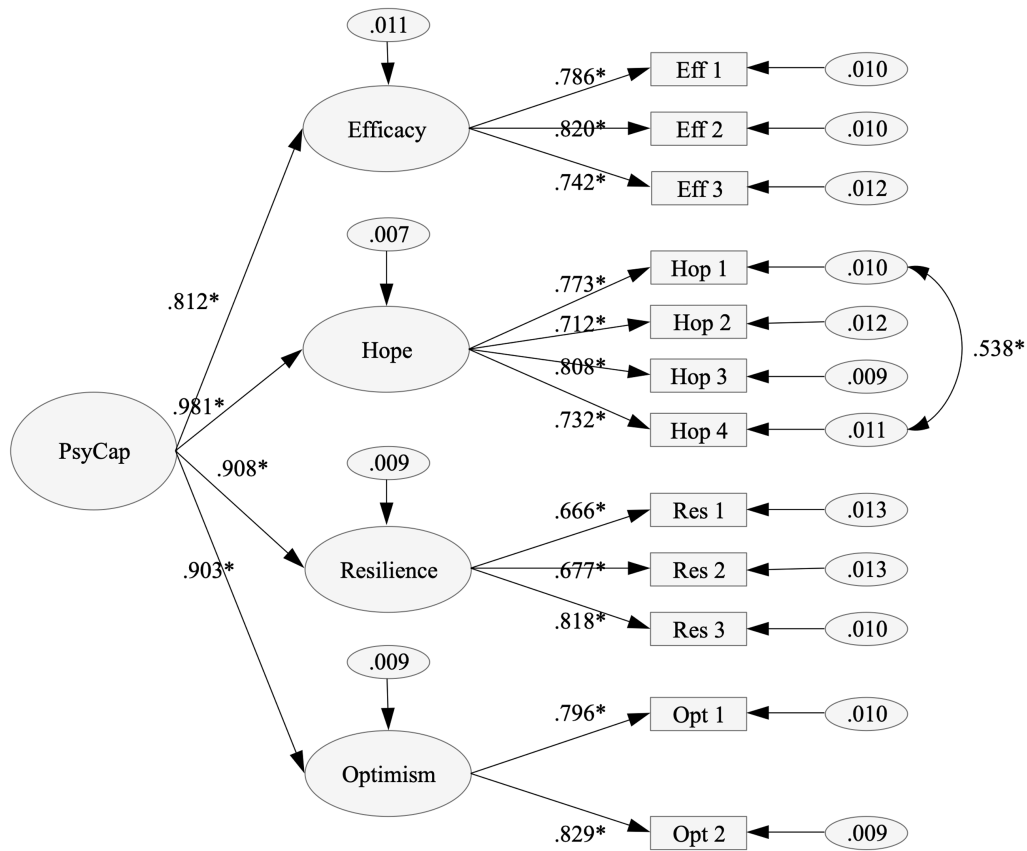 .011
Efficacy
.786*
Eff 1
.010
.820*
Eff 2
.010
.742*
Eff 3
.012
.812*
.007
Hope
.773*
Hop 1
.010
.712*
Hop 2
.012
.808*
Hop 3
.009
.732*
Hop 4
.011
.538*
.981*
PsyCap
.908*
.009
Resilience
.666*
Res 1
.013
.677*
Res 2
.013
.818*
Res 3
.010
.903*
.009
Optimism
.796*
Opt 1
.010
.829*
Opt 2
.009